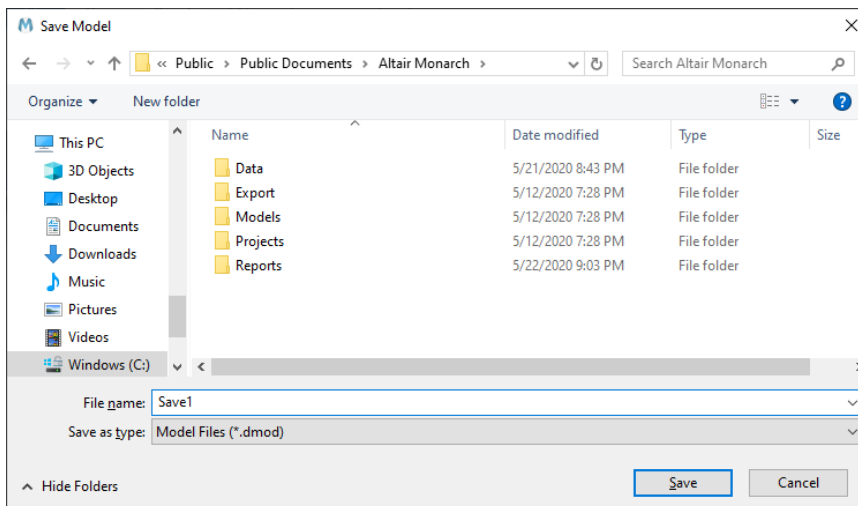 Save Model
« Public > Public Documents > Altair Monarch >
Search Altair Monarch
Organize
New folder
Name Date modified Type Size
This PC
3D Objects
Desktop
Documents
Downloads
Music
Pictures
Videos
Windows (C:)
Data 5/21/2020 8:43 PM File folder
Export 5/12/2020 7:28 PM File folder
Models 5/12/2020 7:28 PM File folder
Projects 5/12/2020 7:28 PM File folder
Reports 5/22/2020 9:03 PM File folder
File name: Save1
Save as type: Model Files (*.dmod)
Hide Folders
Save
Cancel